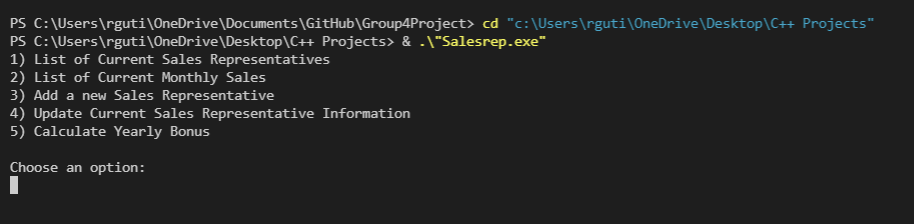 PS C:\Users\rguti\OneDrive\Documents\GitHub\Group4Project> cd "c:\Users\rguti\OneDrive\Desktop\C++ Projects"
PS C:\Users\rguti\OneDrive\Desktop\C++ Projects> & .\"Salesrep.exe"
1) List of Current Sales Representatives
2) List of Current Monthly Sales
3) Add a new Sales Representative
4) Update Current Sales Representative Information
5) Calculate Yearly Bonus
Choose an option: